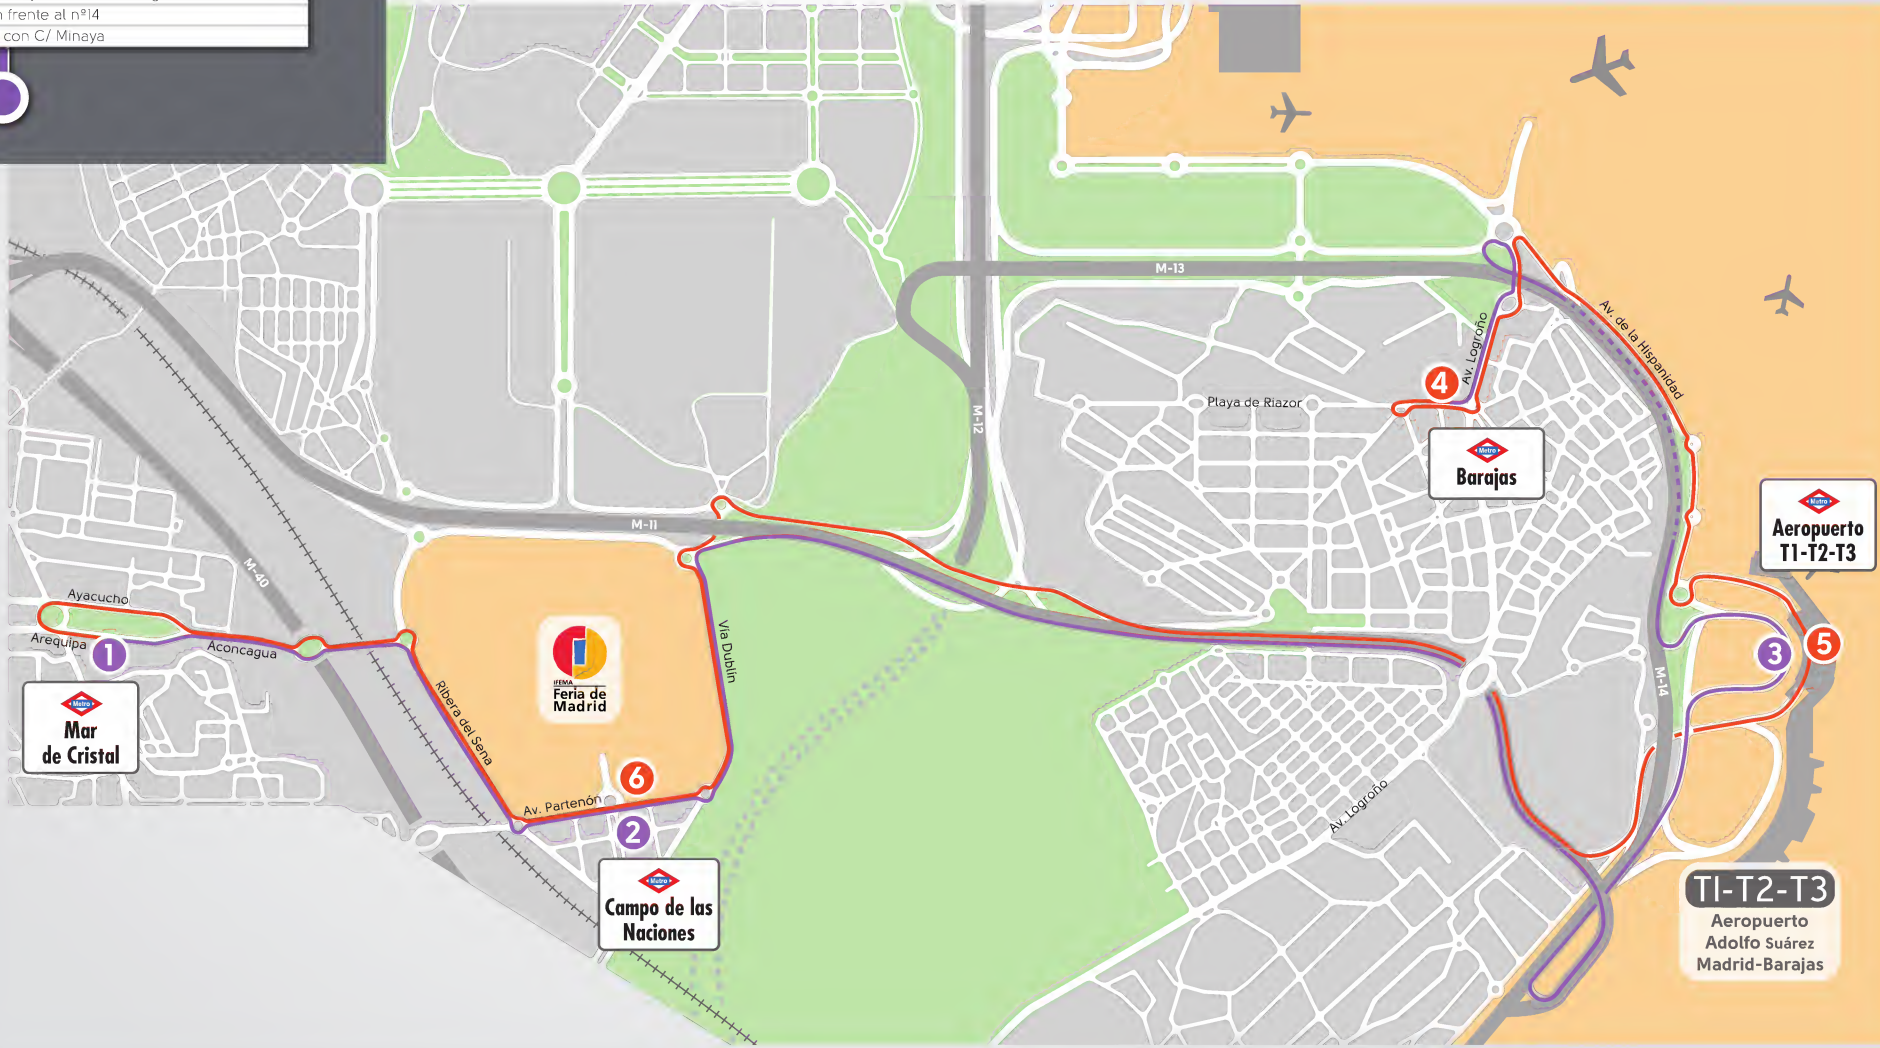 frente al nº14
con C/ Minaya
M-13
Av. Logroño
Av. de la Hispanidad
4
Playa de Riazor
M-12
Metro
Barajas
Metro
Aeropuerto
T1-T2-T3
M-11
M-40
Ayacucho
Arequipa
1
Aconcagua
Metro
Mar
de Cristal
Ribera del Sena
IFEMA
Feria de
Madrid
Vía Dublín
6
Av. Partenón
2
Metro
Campo de las
Naciones
M-14
3
5
Av. Logroño
T1-T2-T3
Aeropuerto
Adolfo Suárez
Madrid-Barajas